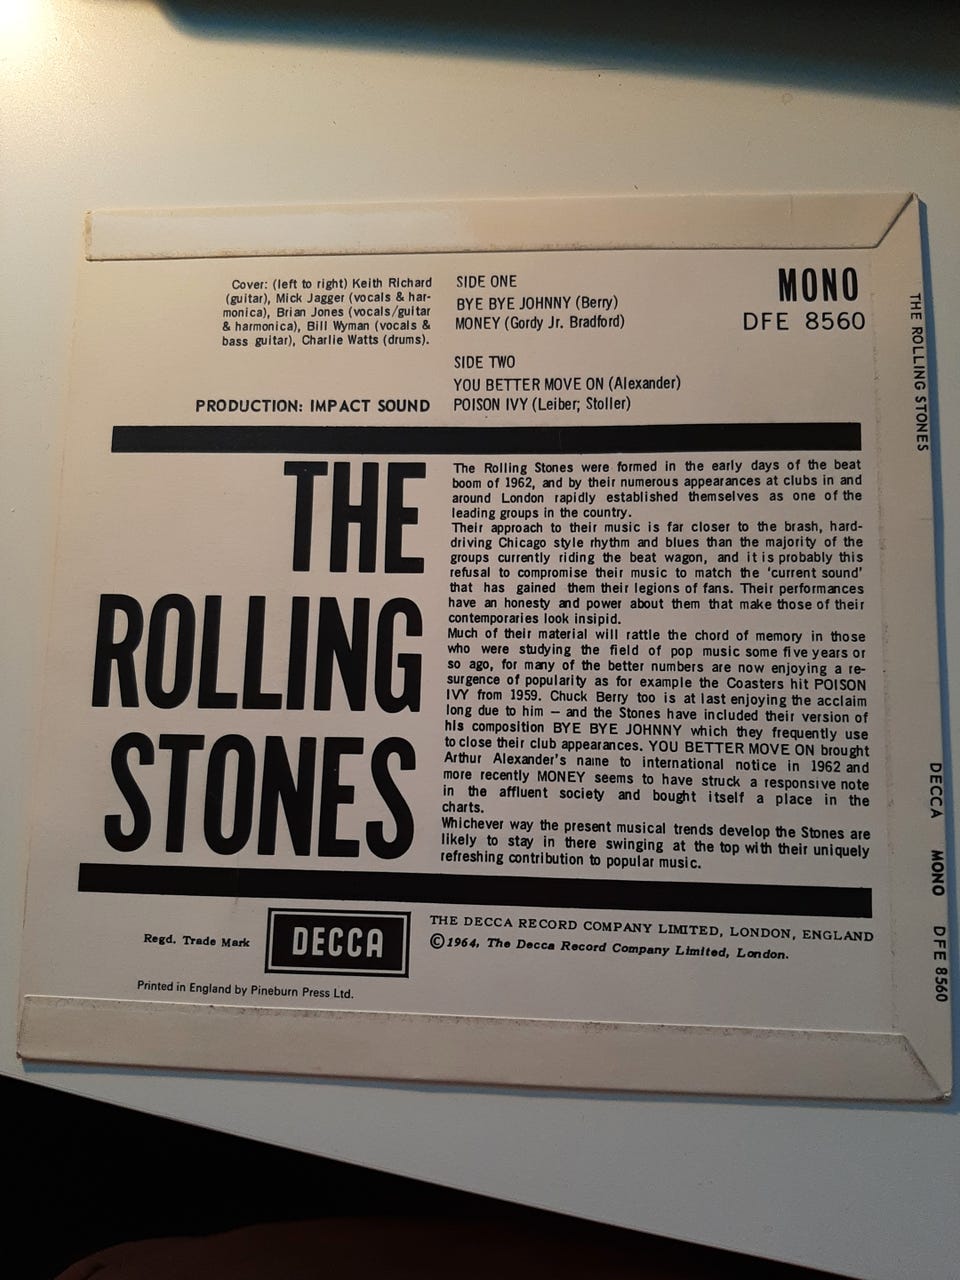 Cover: (left to right) Keith Richard
(guitar), Mick Jagger (vocals & har-
monica), Brian Jones (vocals/guitar
& harmonica), Bill Wyman (vocals &
bass guitar), Charlie Watts (drums).
PRODUCTION: IMPACT SOUND
SIDE ONE
BYE BYE JOHNNY (Berry)
MONEY (Gordy Jr. Bradford)
SIDE TWO
YOU BETTER MOVE ON (Alexander)
POISON IVY (Leiber; Stoller)
MONO
DFE 8560
THE
ROLLING
STONES
The Rolling Stones were formed in the early days of the beat
boom of 1962, and by their numerous appearances at clubs in and
around London rapidly established themselves as one of the
leading groups in the country.
Their approach to their music is far closer to the brash, hard-
driving Chicago style rhythm and blues than the majority of the
groups currently riding the beat wagon, and it is probably this
refusal to compromise their music to match the 'current sound'
that has gained them their legions of fans. Their performances
have an honesty and power about them that make those of their
contemporaries look insipid.
Much of their material will rattle the chord of memory in those
who were studying the field of pop music some five years or
so ago, for many of the better numbers are now enjoying a re-
surgence of popularity as for example the Coasters hit POISON
IVY from 1959. Chuck Berry too is at last enjoying the acclaim
long due to him – and the Stones have included their version of
his composition BYE BYE JOHNNY which they frequently use
to close their club appearances. YOU BETTER MOVE ON brought
Arthur Alexander's name to international notice in 1962 and
more recently MONEY seems to have struck a responsive note
in the affluent society and bought itself a place in the
charts.
Whichever way the present musical trends develop the Stones are
likely to stay in there swinging at the top with their uniquely
refreshing contribution to popular music.
Regd. Trade Mark
DECCA
THE DECCA RECORD COMPANY LIMITED, LONDON, ENGLAND
©1964, The Decca Record Company Limited, London.
Printed in England by Pineburn Press Ltd.
THE ROLLING STONES
DECCA MONO DFE 8560